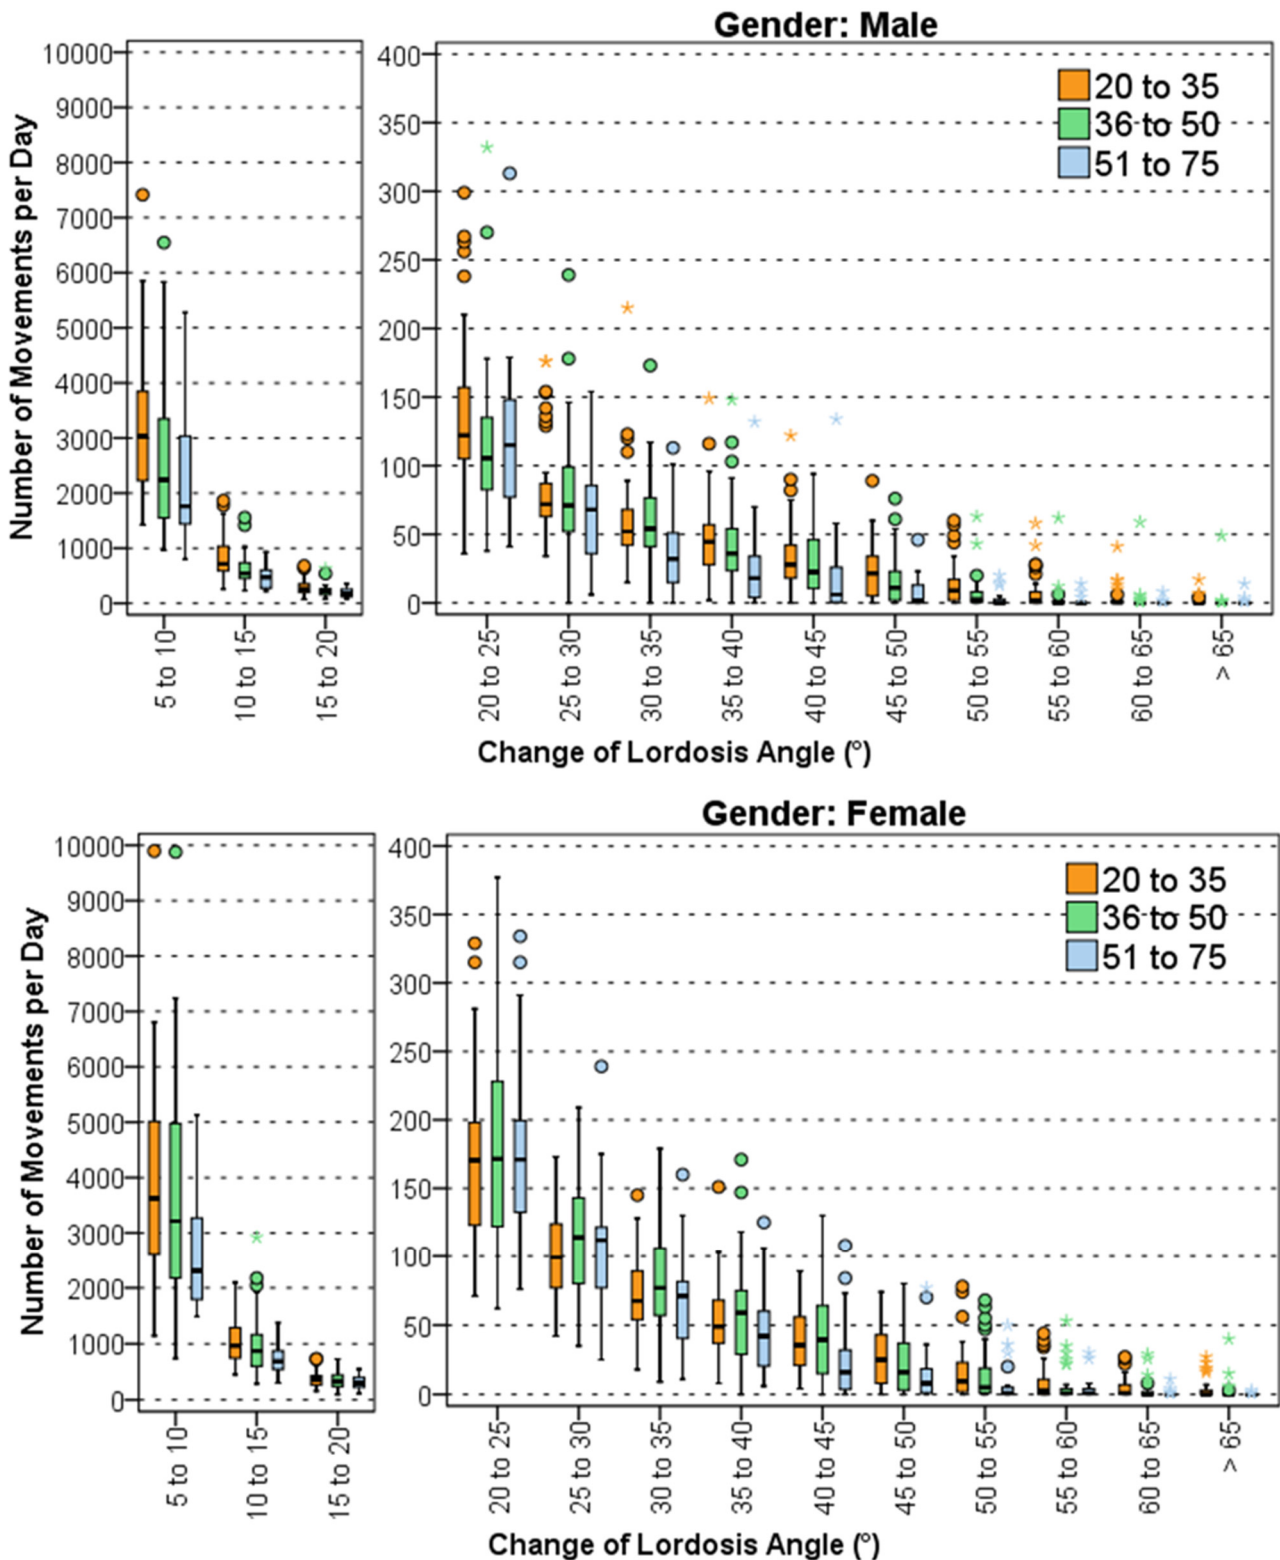 Gender: Male
Number of Movements per Day
10000
9000
8000
7000
6000
5000
4000
3000
2000
1000
0
5 to 10
10 to 15
15 to 20
400
350
300
250
200
150
100
50
0
20 to 35
36 to 50
51 to 75
20 to 25
25 to 30
30 to 35
35 to 40
40 to 45
45 to 50
50 to 55
55 to 60
60 to 65
> 65
Change of Lordosis Angle (°)
Gender: Female
Number of Movements per Day
10000
9000
8000
7000
6000
5000
4000
3000
2000
1000
0
5 to 10
10 to 15
15 to 20
400
350
300
250
200
150
100
50
0
20 to 35
36 to 50
51 to 75
20 to 25
25 to 30
30 to 35
35 to 40
40 to 45
45 to 50
50 to 55
55 to 60
60 to 65
> 65
Change of Lordosis Angle (°)